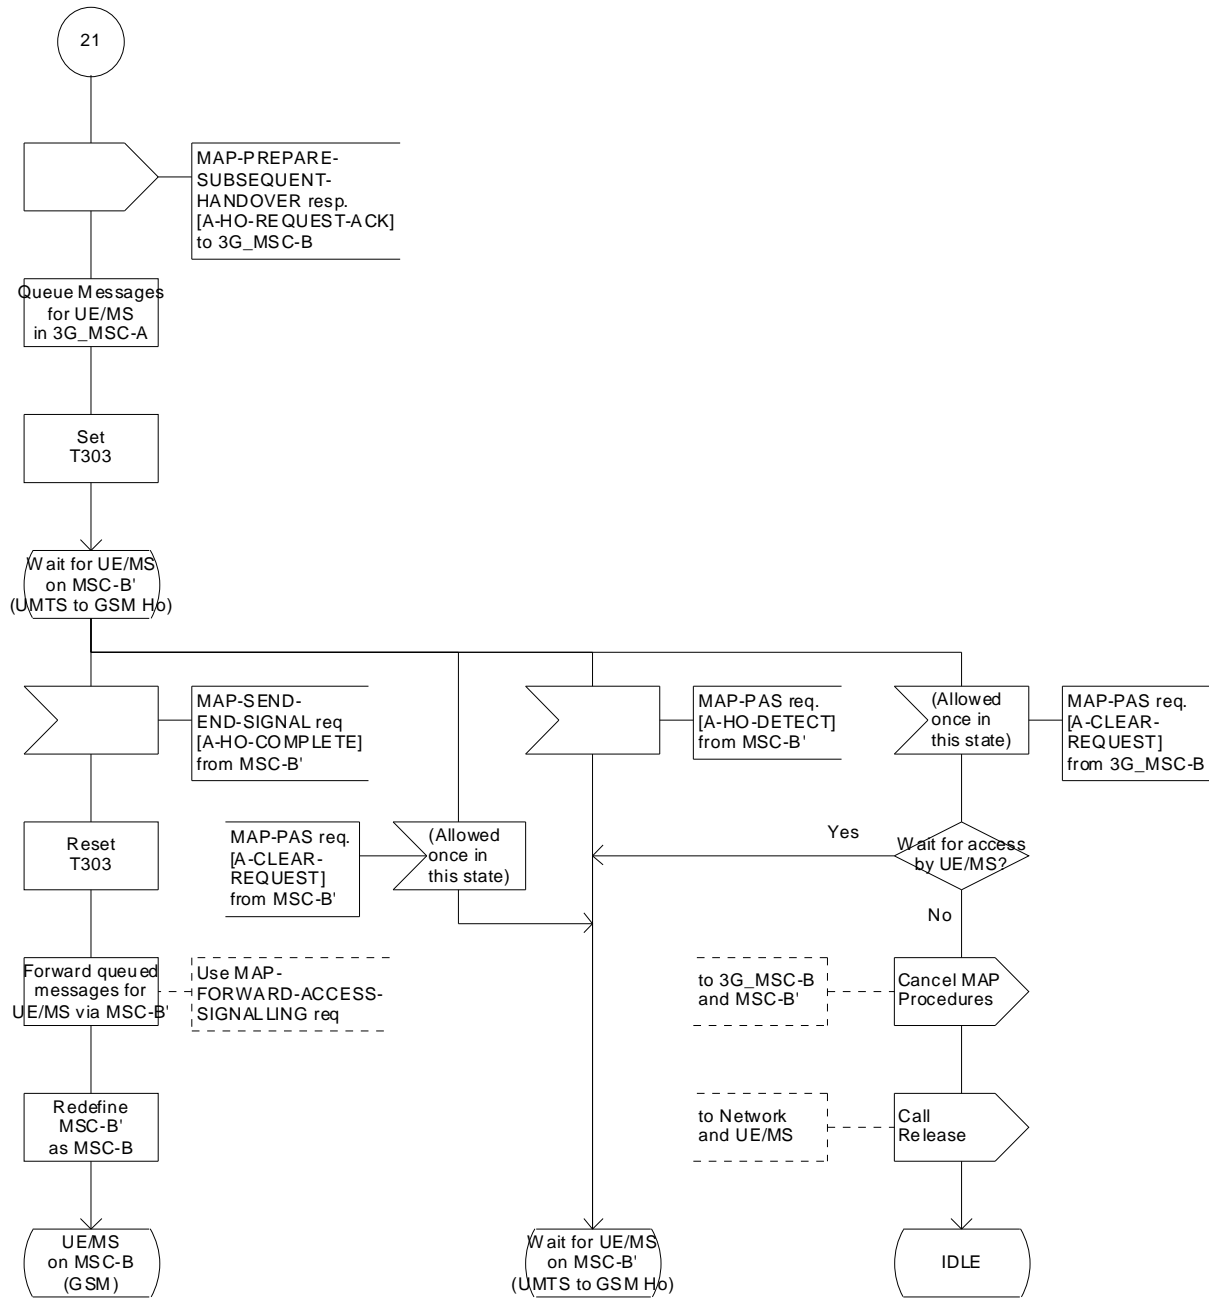 21
MAP-PREPARE-
SUBSEQUENT-
HANDOVER resp.
[A-HO-REQUEST-ACK]
to 3G_MSC-B
Queue Messages
for UE/MS
in 3G_MSC-A
Set
T303
Wait for UE/MS
on MSC-B'
(UMTS to GSM Ho)
MAP-SEND-
END-SIGNAL req
[A-HO-COMPLETE]
from MSC-B'
MAP-PAS req.
[A-HO-DETECT]
from MSC-B'
(Allowed
once in
this state)
MAP-PAS req.
[A-CLEAR-
REQUEST]
from 3G_MSC-B
Reset
T303
MAP-PAS req.
[A-CLEAR-
REQUEST]
from MSC-B'
(Allowed
once in
this state)
Yes
Wait for access
by UE/MS?
No
Forward queued
messages for
UE/MS via MSC-B'
Use MAP-
FORWARD-ACCESS-
SIGNALLING req
to 3G_MSC-B
and MSC-B'
Cancel MAP
Procedures
Redefine
MSC-B'
as MSC-B
to Network
and UE/MS
Call
Release
UE/MS
on MSC-B
(GSM)
Wait for UE/MS
on MSC-B'
(UMTS to GSM Ho)
IDLE